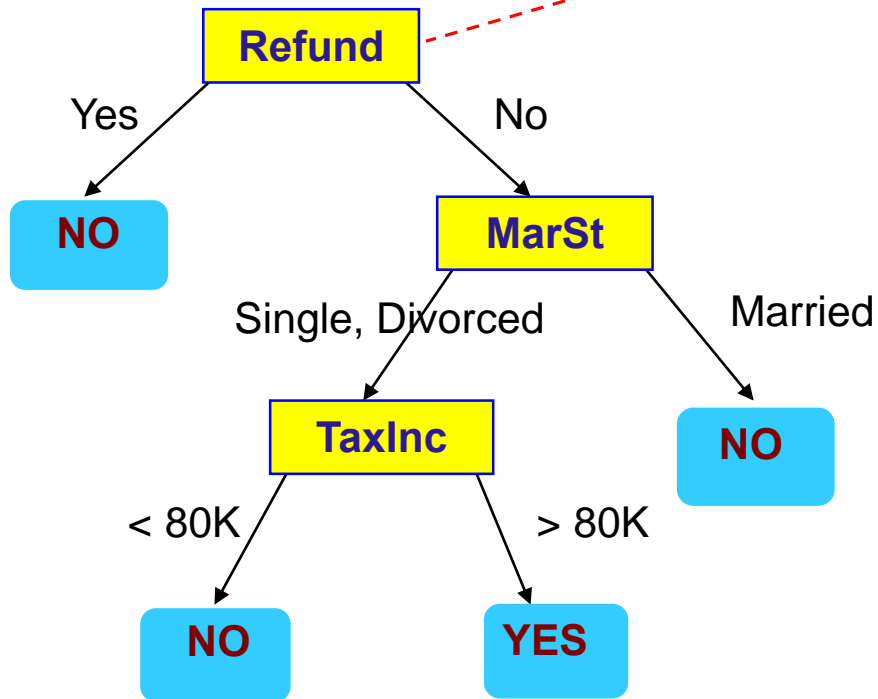 Refund
Yes
No
NO
MarSt
Single, Divorced
Married
TaxInc
NO
< 80K
> 80K
NO
YES